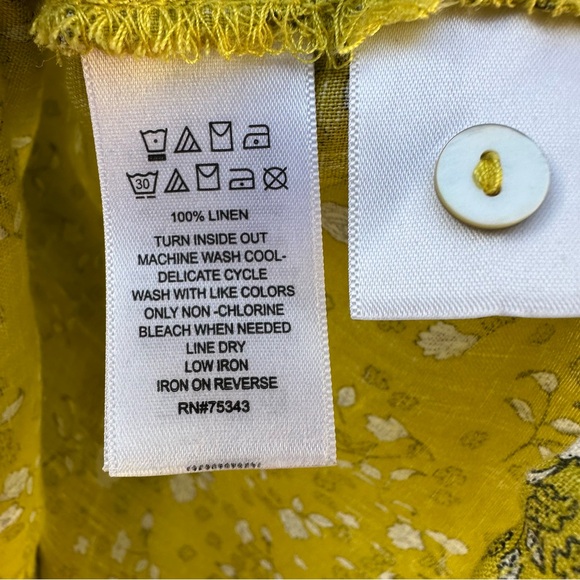 30
100% LINEN
TURN INSIDE OUT
MACHINE WASH COOL-
DELICATE CYCLE
WASH WITH LIKE COLORS
ONLY NON -CHLORINE
BLEACH WHEN NEEDED
LINE DRY
LOW IRON
IRON ON REVERSE
RN#75343